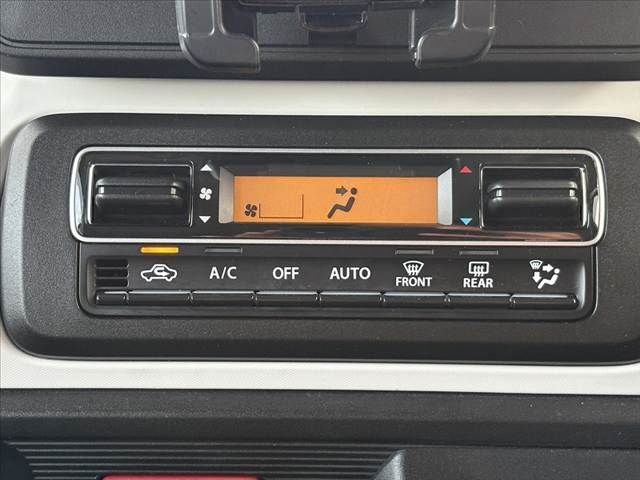 A/C OFF AUTO FRONT REAR